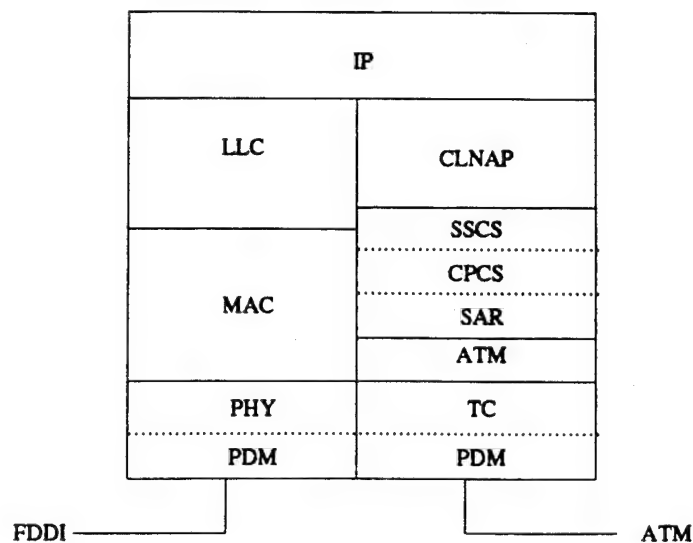 IP
LLC
CLNAP
SSCS
CPCS
MAC
SAR
ATM
PHY
TC
PDM
PDM
FDDI
ATM